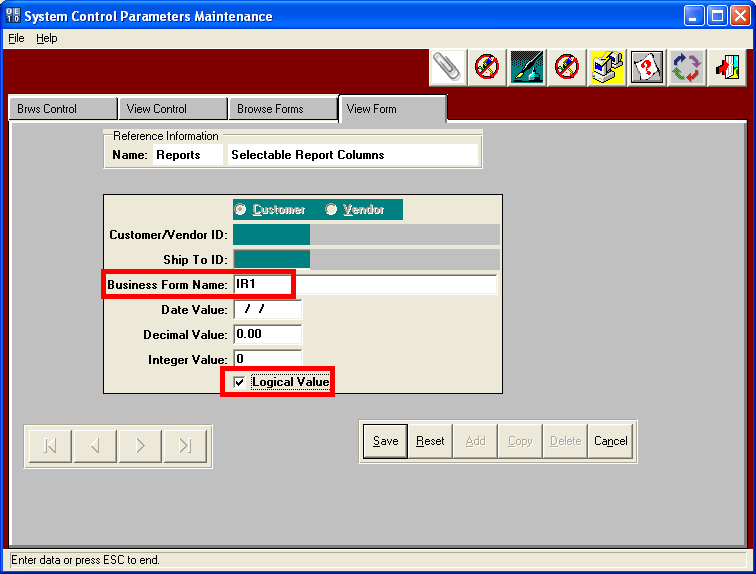 OE
10
System Control Parameters Maintenance
File Help
Brws Control View Control Browse Forms View Form
Reference Information
Name: Reports Selectable Report Columns
Customer Vendor
Customer/Vendor ID:
Ship To ID:
Business Form Name: IR1
Date Value: / /
Decimal Value: 0.00
Integer Value: 0
Logical Value
Save Reset Add Copy Delete Cancel
Enter data or press ESC to end.